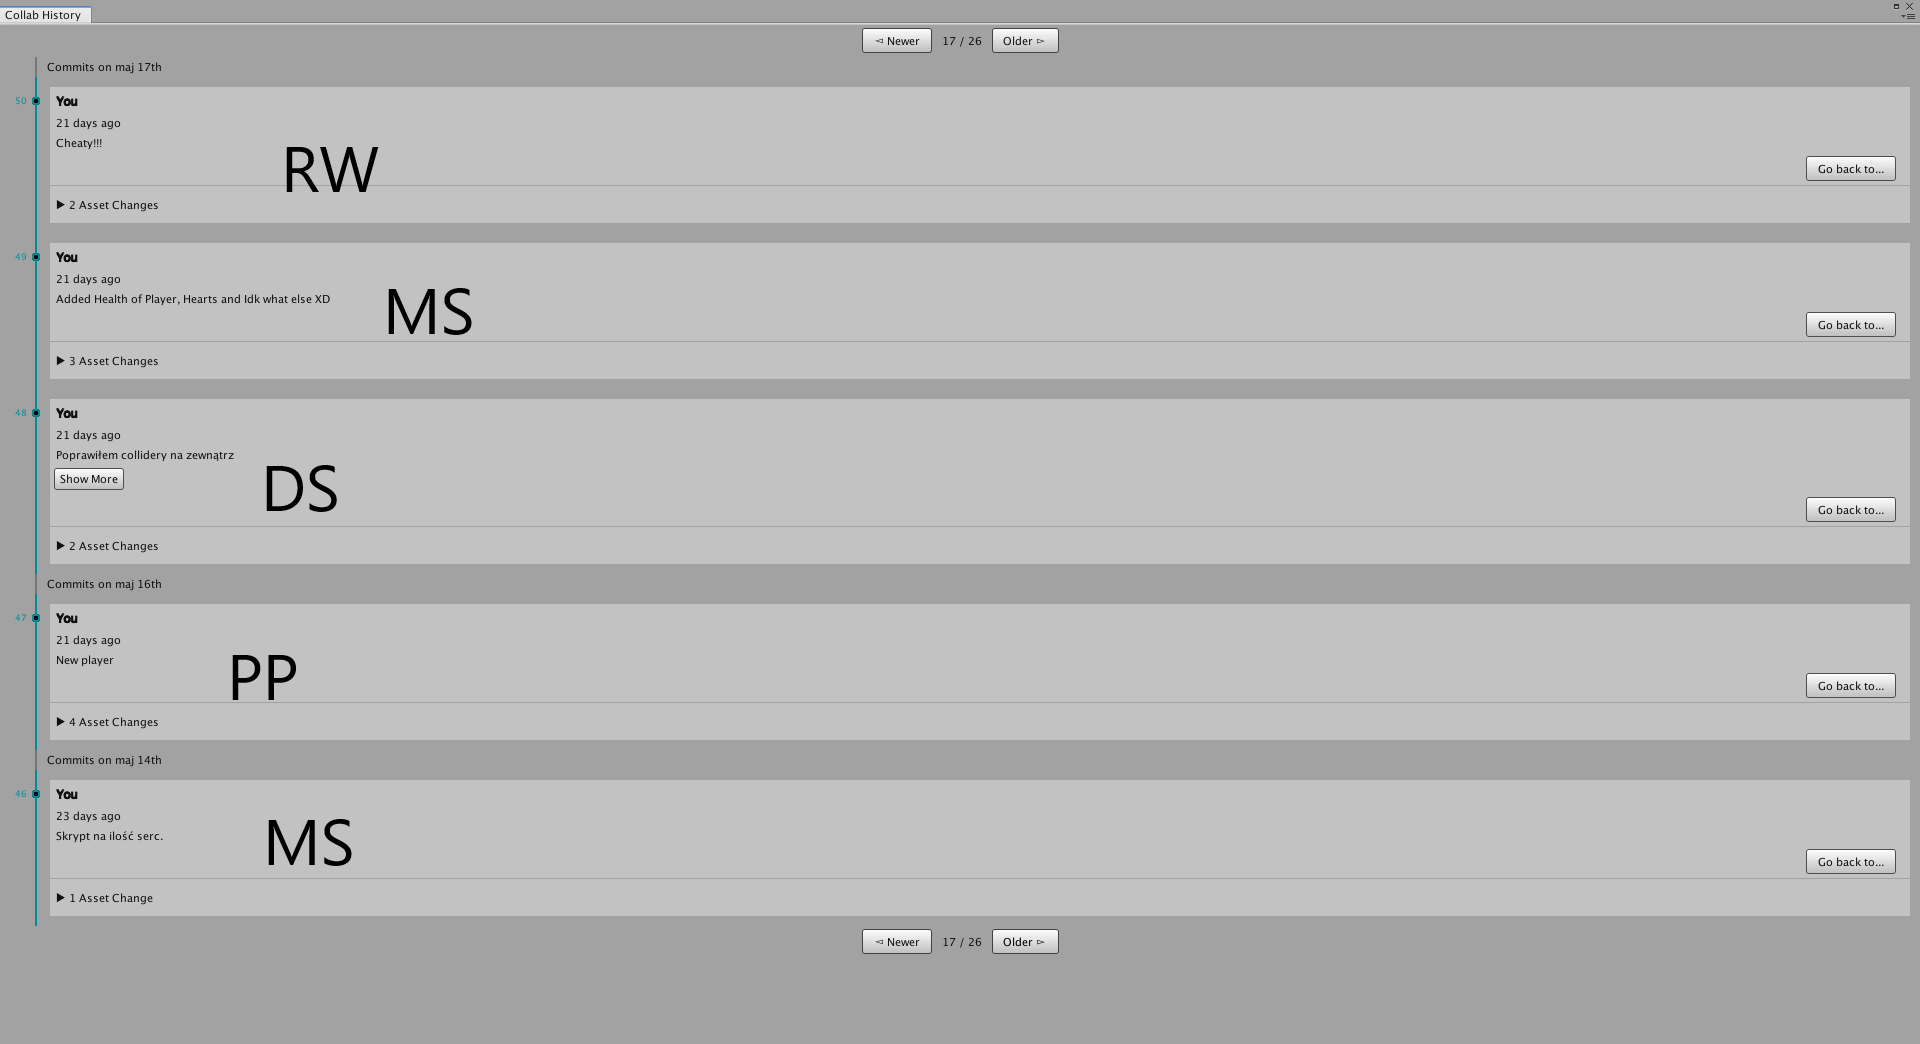 Collab History
◅ Newer 17 / 26 Older ▻
Commits on maj 17th
50 You
21 days ago
Cheaty!!!
RW
Go back to...
▶ 2 Asset Changes
49 You
21 days ago
Added Health of Player, Hearts and Idk what else XD
MS
Go back to...
▶ 3 Asset Changes
48 You
21 days ago
Poprawiłem collidery na zewnątrz
Show More
DS
Go back to...
▶ 2 Asset Changes
Commits on maj 16th
47 You
21 days ago
New player
PP
Go back to...
▶ 4 Asset Changes
Commits on maj 14th
46 You
23 days ago
Skrypt na ilość serc.
MS
Go back to...
▶ 1 Asset Change
◅ Newer 17 / 26 Older ▻